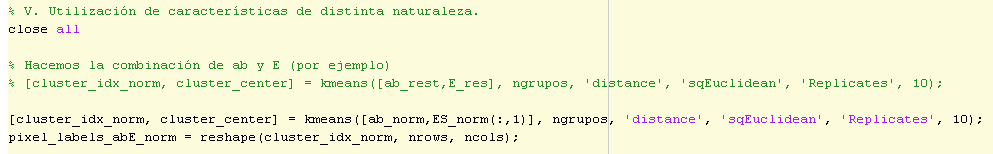 % V. Utilización de características de distinta naturaleza.
close all
% Hacemos la combinación de ab y E (por ejemplo)
% [cluster_idx_norm, cluster_center] = kmeans([ab_rest,E_res], ngrupos, 'distance', 'sqEuclidean', 'Replicates', 10);
[cluster_idx_norm, cluster_center] = kmeans([ab_norm,ES_norm(:,1)], ngrupos, 'distance', 'sqEuclidean', 'Replicates', 10);
pixel_labels_abE_norm = reshape(cluster_idx_norm, nrows, ncols);